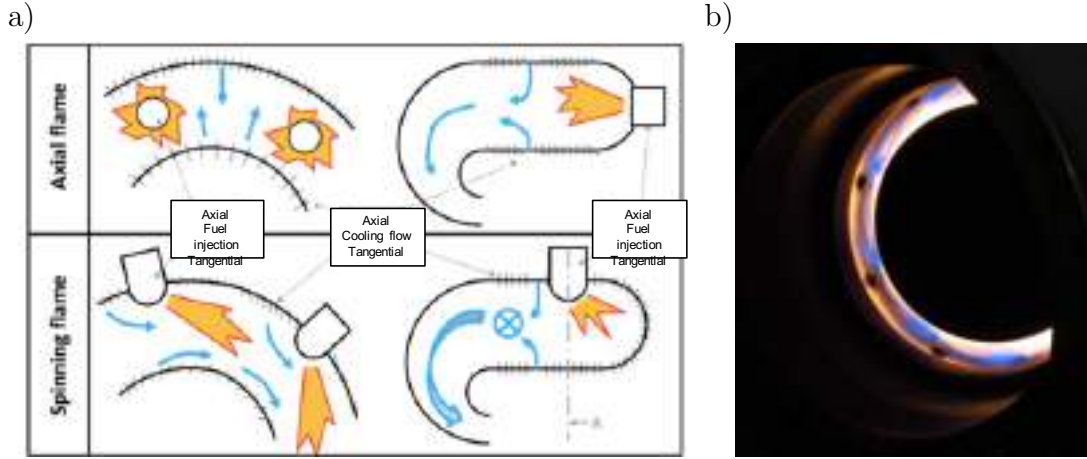 a)
b)
Axial flame
Axial
Fuel
injection
Tangential
Axial
Cooling flow
Tangential
Axial
Fuel
injection
Tangential
Spinning flame